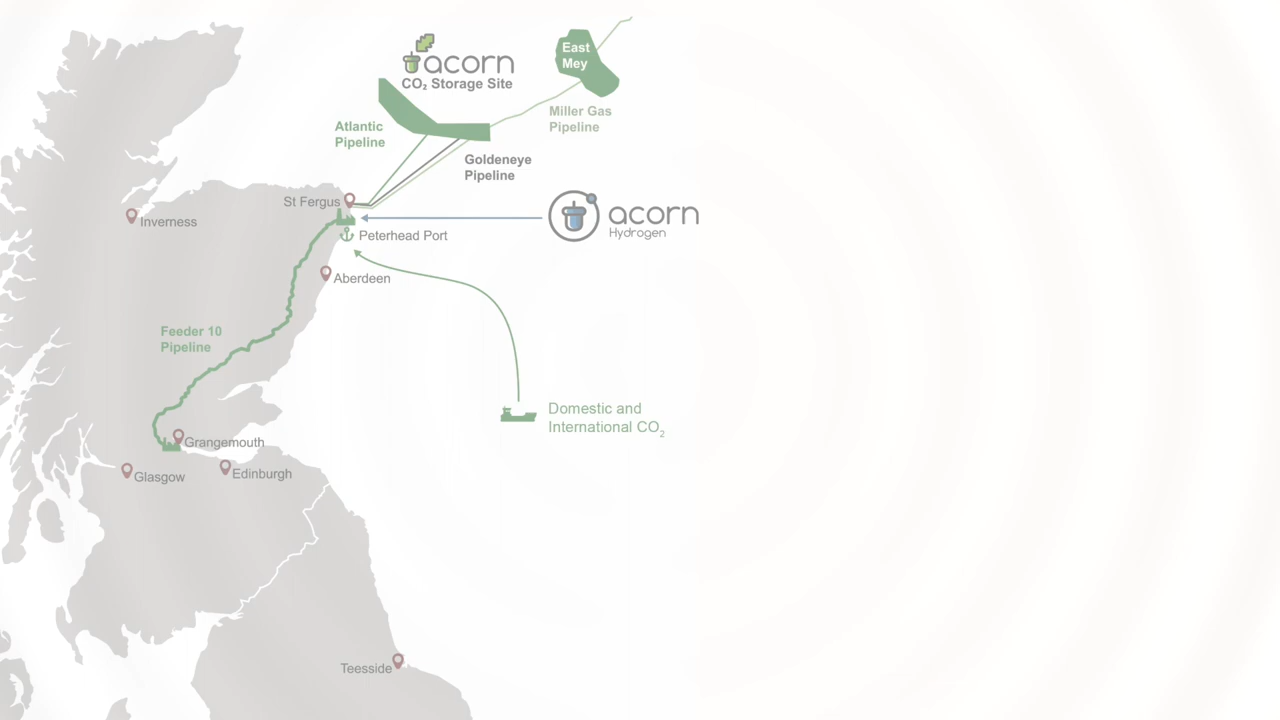 East
Mey
acorn
CO₂ Storage Site
Miller Gas
Pipeline
Atlantic
Pipeline
Goldeneye
Pipeline
St Fergus
acorn
Hydrogen
Inverness
Peterhead Port
Aberdeen
Feeder 10
Pipeline
Domestic and
International CO₂
Grangemouth
Glasgow
Edinburgh
Teesside